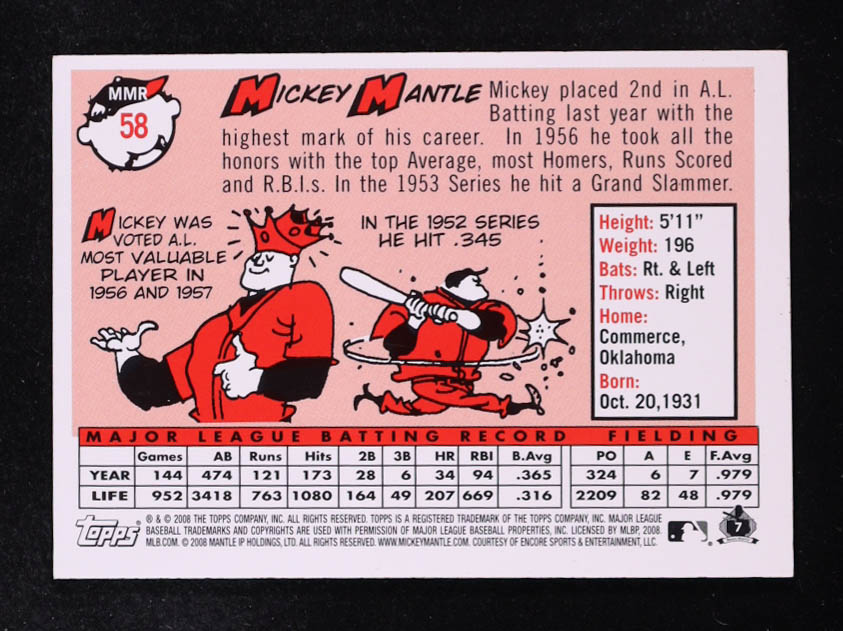 MMR
58
MICKEY MANTLE
Mickey placed 2nd in A.L.
Batting last year with the
highest mark of his career. In 1956 he took all the
honors with the top Average, most Homers, Runs Scored
and R.B.I.s. In the 1953 Series he hit a Grand Slammer.
MICKEY WAS
VOTED A.L.
MOST VALUABLE
PLAYER IN
1956 AND 1957
IN THE 1952 SERIES
HE HIT .345
Height: 5'11"
Weight: 196
Bats: Rt. & Left
Throws: Right
Home:
Commerce,
Oklahoma
Born:
Oct. 20,1931
MAJOR LEAGUE BATTING RECORD FIELDING
Games AB Runs Hits 2B 3B HR RBI B.Avg PO A E F.Avg
YEAR 144 474 121 173 28 6 34 94 .365 324 6 7 .979
LIFE 952 3418 763 1080 164 49 207 669 .316 2209 82 48 .979
Topps
® & © 2008 THE TOPPS COMPANY, INC. ALL RIGHTS RESERVED. TOPPS IS A REGISTERED TRADEMARK OF THE TOPPS COMPANY, INC. MAJOR LEAGUE
BASEBALL TRADEMARKS AND COPYRIGHTS ARE USED WITH PERMISSION OF MAJOR LEAGUE BASEBALL PROPERTIES, INC. LICENSED BY MLBP, 2008.
MLB.COM. © 2008 MANTLE IP HOLDINGS, LTD. ALL RIGHTS RESERVED. WWW.MICKEYMANTLE.COM. COURTESY OF ENCORE SPORTS & ENTERTAINMENT, LLC.
7